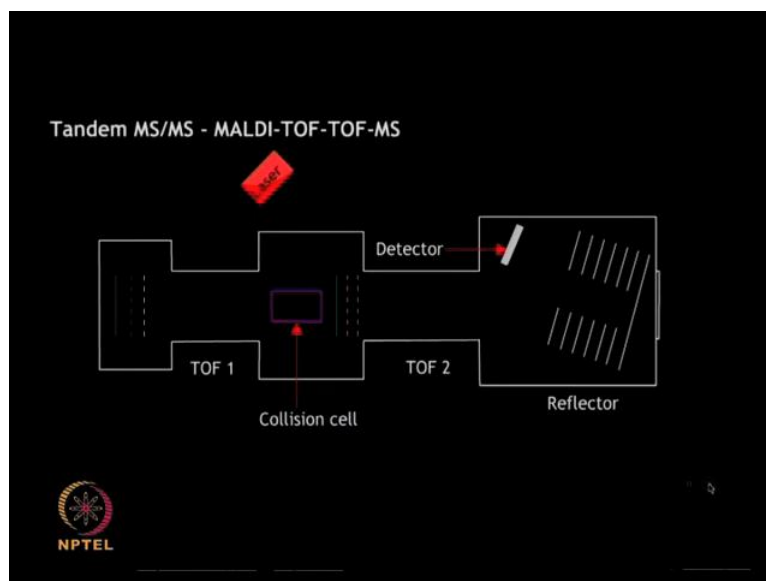 Tandem MS/MS - MALDI-TOF-TOF-MS
aser
Detector
TOF 1
TOF 2
Collision cell
Reflector
NPTEL